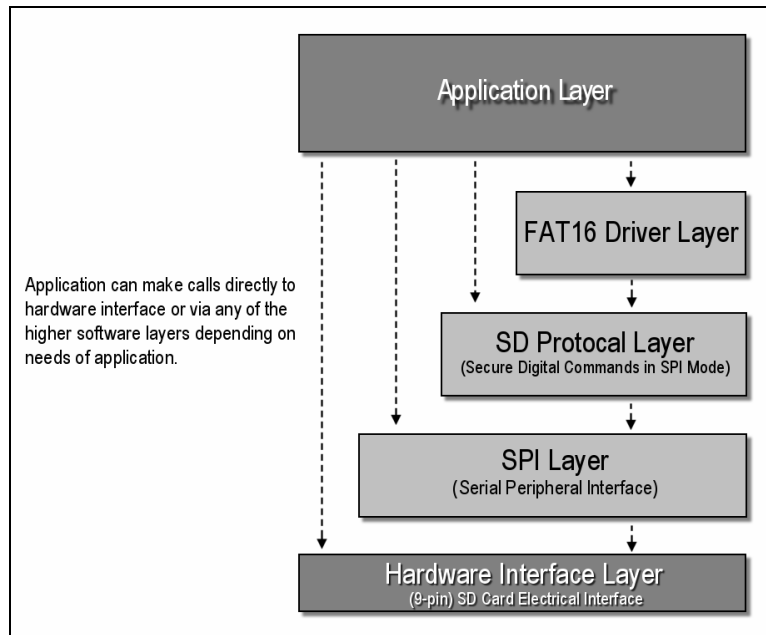 Application Layer
FAT16 Driver Layer
Application can make calls directly to
hardware interface or via any of the
higher software layers depending on
needs of application.
SD Protocal Layer
(Secure Digital Commands in SPI Mode)
SPI Layer
(Serial Peripheral Interface)
Hardware Interface Layer
(9-pin) SD Card Electrical Interface